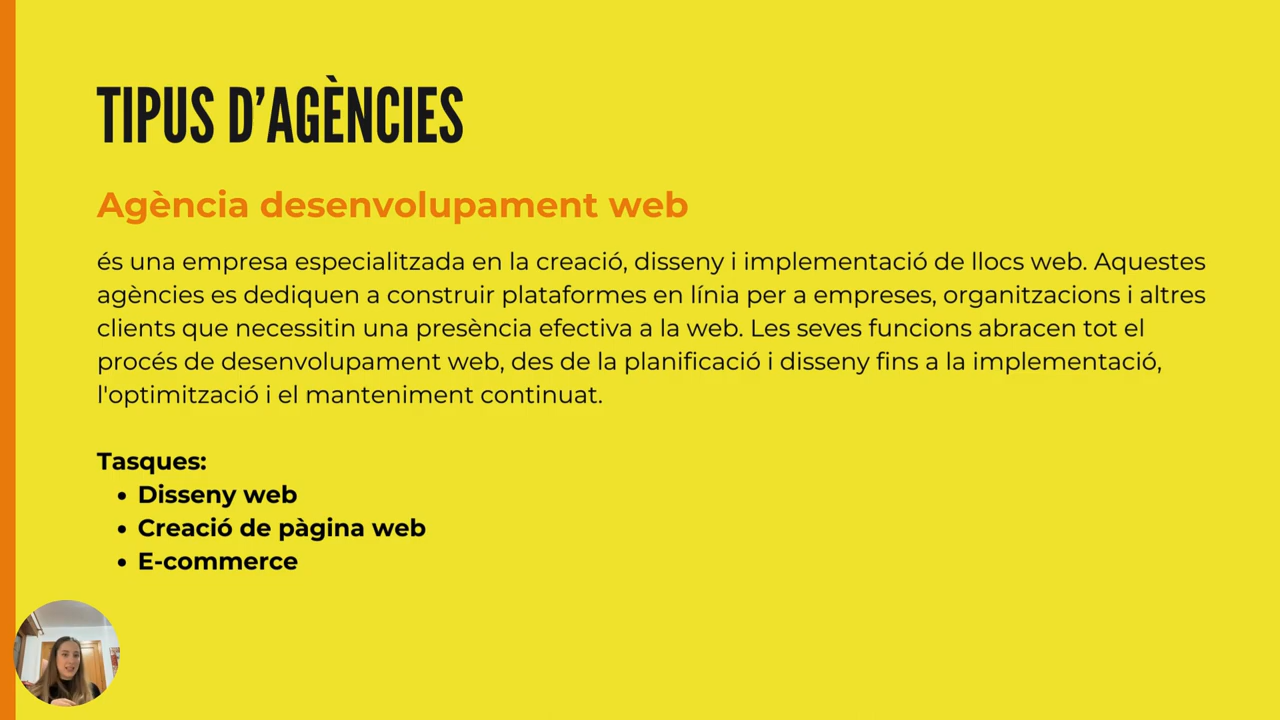 TIPUS D’AGÈNCIES
Agència desenvolupament web
és una empresa especialitzada en la creació, disseny i implementació de llocs web. Aquestes
agències es dediquen a construir plataformes en línia per a empreses, organitzacions i altres
clients que necessitin una presència efectiva a la web. Les seves funcions abracen tot el
procés de desenvolupament web, des de la planificació i disseny fins a la implementació,
l'optimització i el manteniment continuat.
Tasques:
• Disseny web
• Creació de pàgina web
• E-commerce